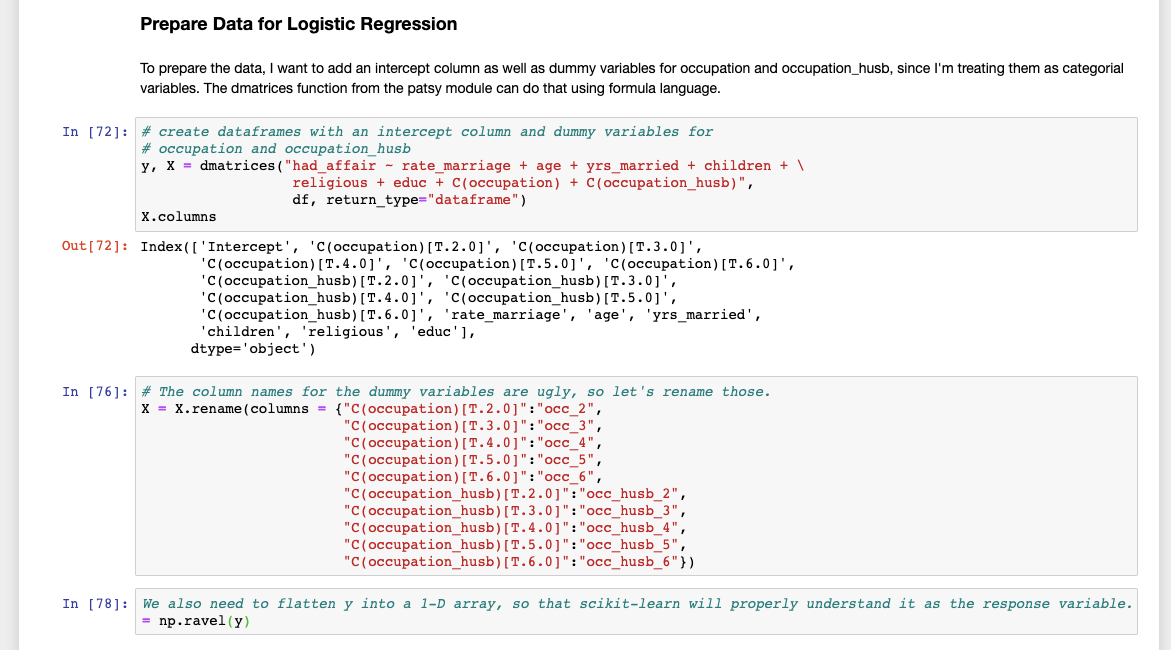 Prepare Data for Logistic Regression
To prepare the data, I want to add an intercept column as well as dummy variables for occupation and occupation_husb, since I'm treating them as categorial
variables. The dmatrices function from the patsy module can do that using formula language.
In [72]: # create dataframes with an intercept column and dummy variables for
# occupation and occupation_husb
y, X = dmatrices("had_affair ~ rate_marriage + age + yrs_married + children + \
religious + educ + C(occupation) + C(occupation_husb)",
df, return_type="dataframe")
X.columns
Out[72]: Index(['Intercept', 'C(occupation)[T.2.0]', 'C(occupation)[T.3.0]',
'C(occupation)[T.4.0]', 'C(occupation)[T.5.0]', 'C(occupation)[T.6.0]',
'C(occupation_husb)[T.2.0]', 'C(occupation_husb)[T.3.0]',
'C(occupation_husb)[T.4.0]', 'C(occupation_husb)[T.5.0]',
'C(occupation_husb)[T.6.0]', 'rate_marriage', 'age', 'yrs_married',
'children', 'religious', 'educ'],
dtype='object')
In [76]: # The column names for the dummy variables are ugly, so let's rename those.
X = X.rename(columns = {"C(occupation)[T.2.0]":"occ_2",
"C(occupation)[T.3.0]":"occ_3",
"C(occupation)[T.4.0]":"occ_4",
"C(occupation)[T.5.0]":"occ_5",
"C(occupation)[T.6.0]":"occ_6",
"C(occupation_husb)[T.2.0]":"occ_husb_2",
"C(occupation_husb)[T.3.0]":"occ_husb_3",
"C(occupation_husb)[T.4.0]":"occ_husb_4",
"C(occupation_husb)[T.5.0]":"occ_husb_5",
"C(occupation_husb)[T.6.0]":"occ_husb_6"})
In [78]: We also need to flatten y into a 1-D array, so that scikit-learn will properly understand it as the response variable.
= np.ravel(y)